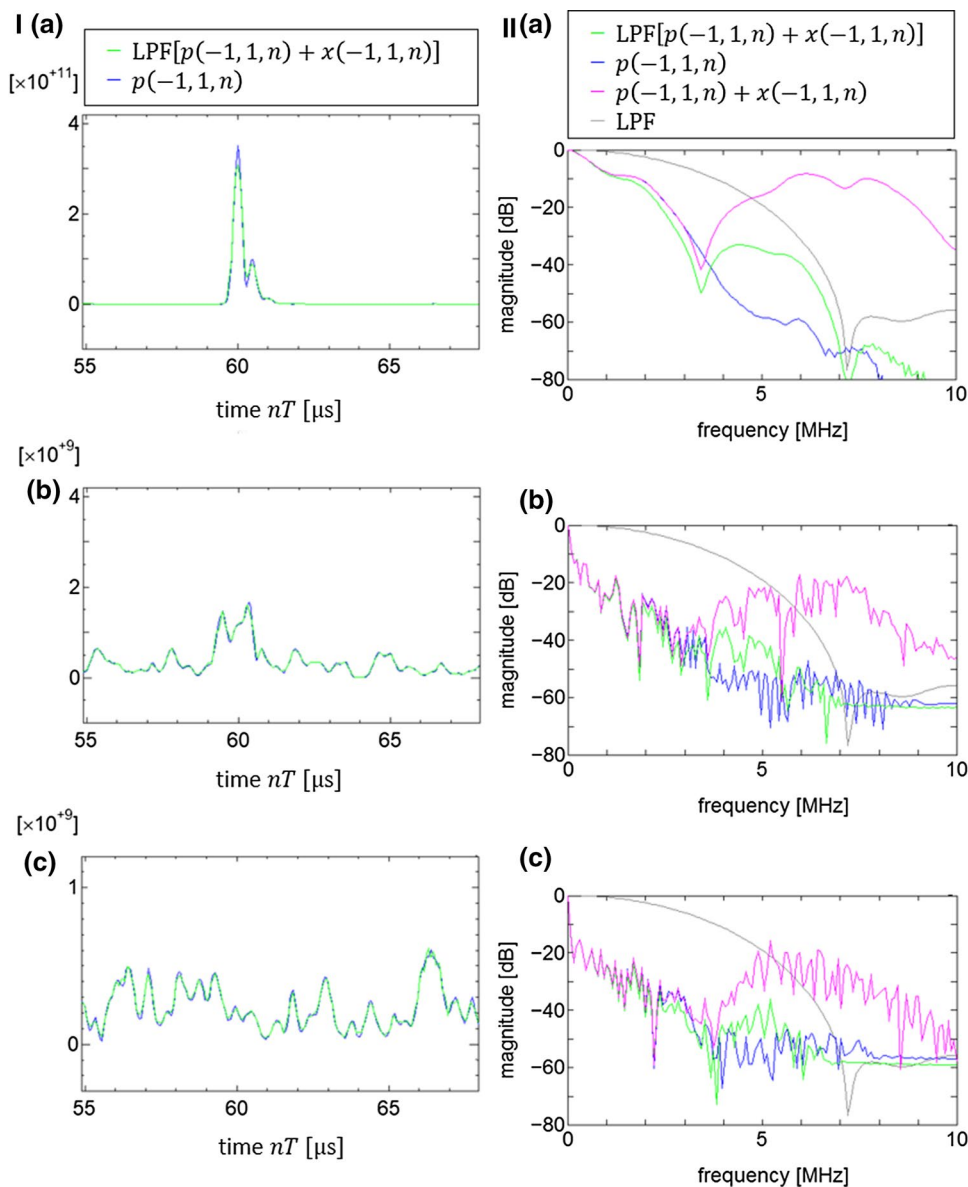 I (a)
LPF[p(−1,1,n) + x(−1,1,n)]
p(−1,1,n)
[×10+11]
4
2
0
55
60
65
time nT [μs]
II(a)
LPF[p(−1,1,n) + x(−1,1,n)]
p(−1,1,n)
p(−1,1,n) + x(−1,1,n)
LPF
0
−20
−40
−60
−80
magnitude [dB]
0
5
10
frequency [MHz]
[×10+9]
(b)
4
2
0
55
60
65
time nT [μs]
(b)
0
−20
−40
−60
−80
magnitude [dB]
0
5
10
frequency [MHz]
[×10+9]
(c)
1
0
55
60
65
time nT [μs]
(c)
0
−20
−40
−60
−80
magnitude [dB]
0
5
10
frequency [MHz]